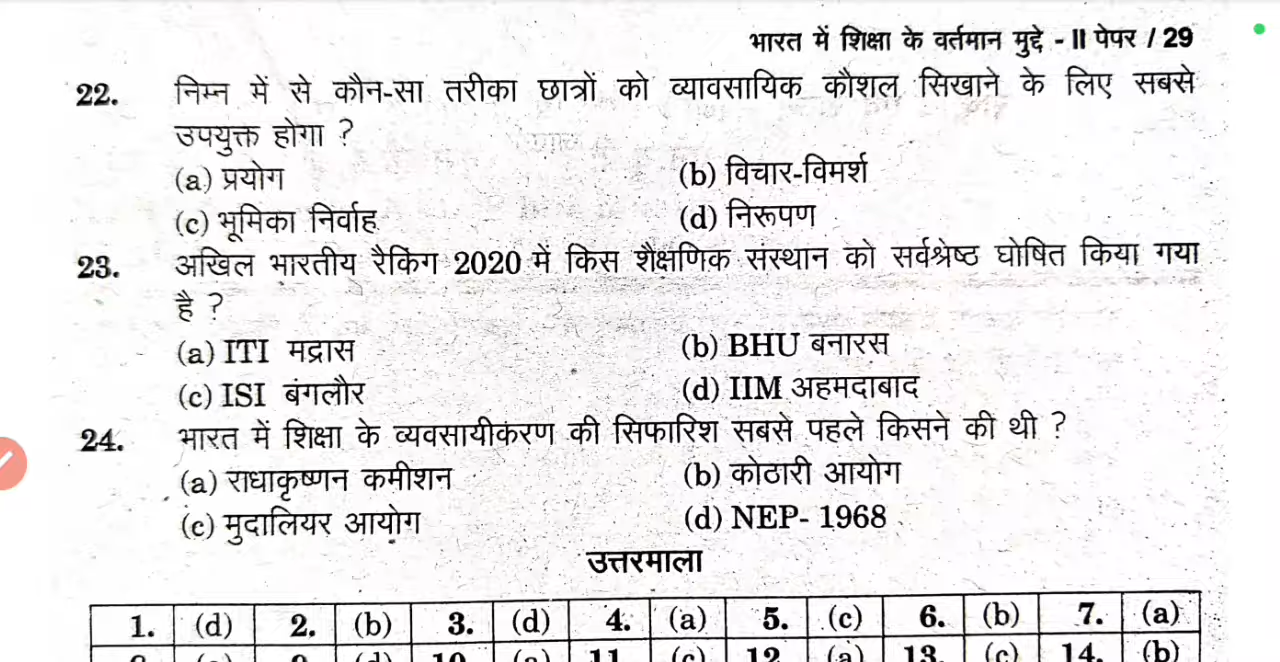 भारत में शिक्षा के वर्तमान मुद्दे - II पेपर / 29
22. निम्न में से कौन-सा तरीका छात्रों को व्यावसायिक कौशल सिखाने के लिए सबसे
उपयुक्त होगा ?
(a) प्रयोग (b) विचार-विमर्श
(c) भूमिका निर्वाह (d) निरूपण
23. अखिल भारतीय रैकिंग 2020 में किस शैक्षणिक संस्थान को सर्वश्रेष्ठ घोषित किया गया
है ?
(a) ITI मद्रास (b) BHU बनारस
(c) ISI बंगलौर (d) IIM अहमदाबाद
24. भारत में शिक्षा के व्यवसायीकरण की सिफारिश सबसे पहले किसने की थी ?
(a) राधाकृष्णन कमीशन (b) कोठारी आयोग
(c) मुदालियर आयोग (d) NEP- 1968
उत्तरमाला
1. (d) 2. (b) 3. (d) 4. (a) 5. (c) 6. (b) 7. (a)
10 11 (c) 12 (a) 13. (c) 14. (b)